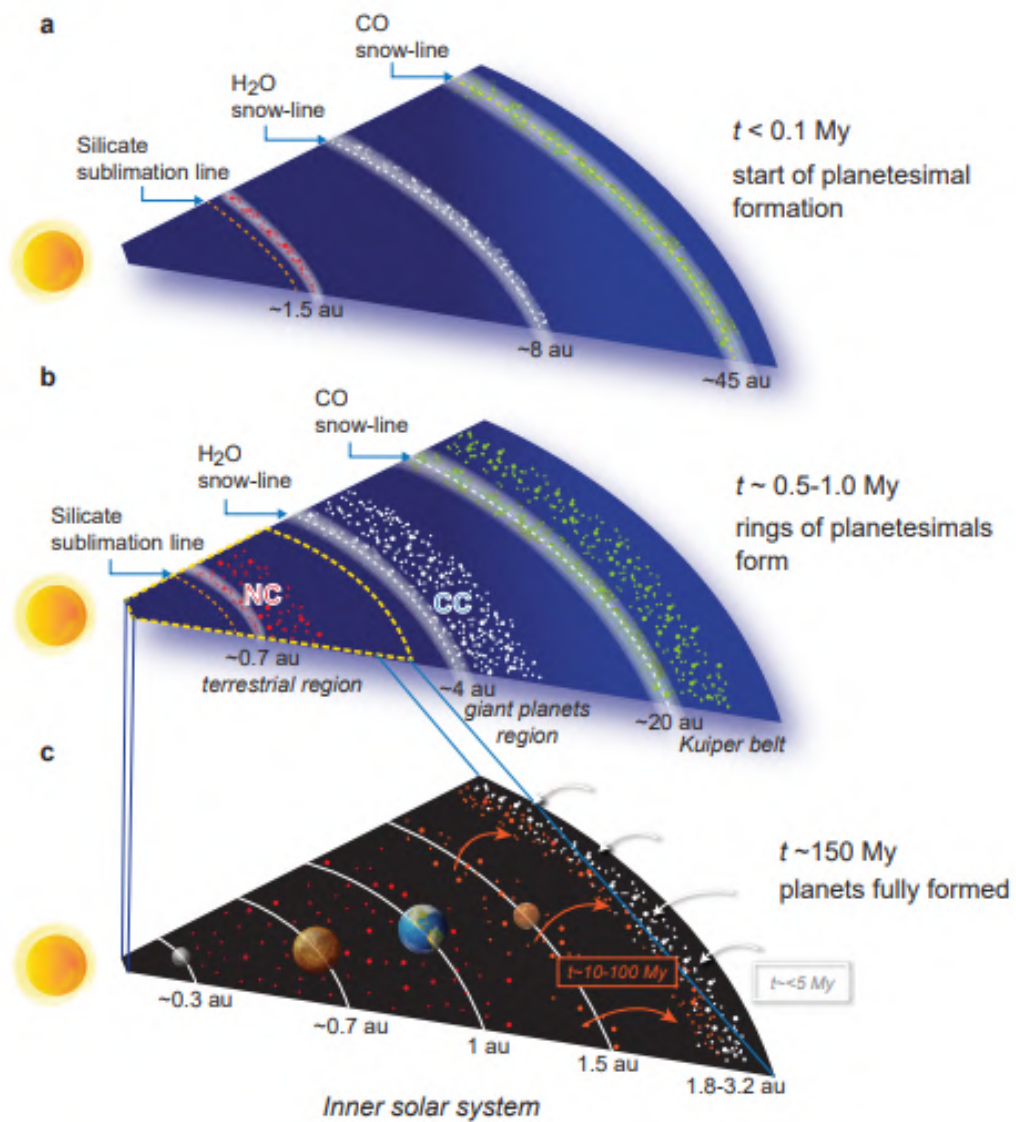 a
CO
snow-line
H2O
snow-line
Silicate
sublimation line
t < 0.1 My
start of planetesimal
formation
~1.5 au
~8 au
~45 au
b
CO
snow-line
H2O
snow-line
Silicate
sublimation line
t ~ 0.5-1.0 My
rings of planetesimals
form
NC
CC
~0.7 au
terrestrial region
~4 au
giant planets
region
~20 au
Kuiper belt
c
t ~150 My
planets fully formed
t~10-100 My
t~<5 My
~0.3 au
~0.7 au
1 au
1.5 au
1.8-3.2 au
Inner solar system